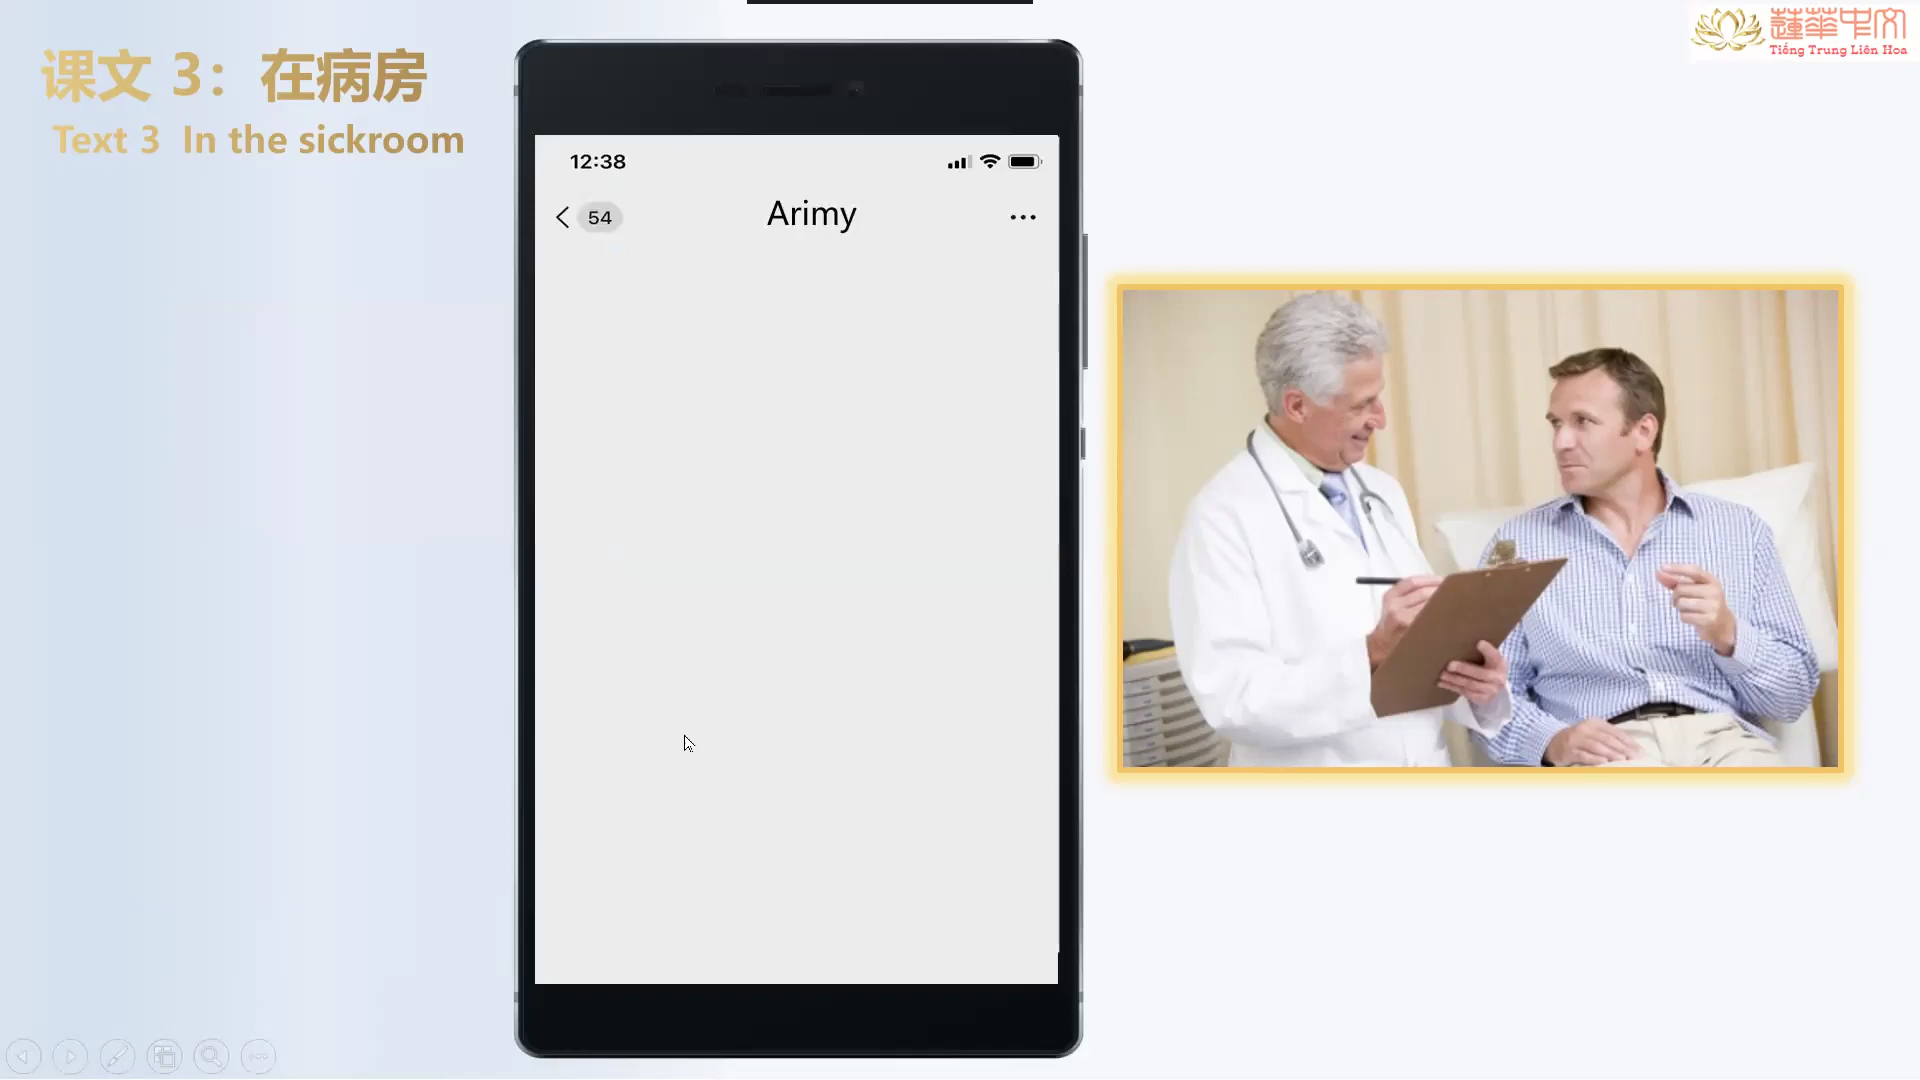 课文 3：在病房
Text 3 In the sickroom
蓮華中文
Tiếng Trung Liên Hoa
12:38
54
Arimy